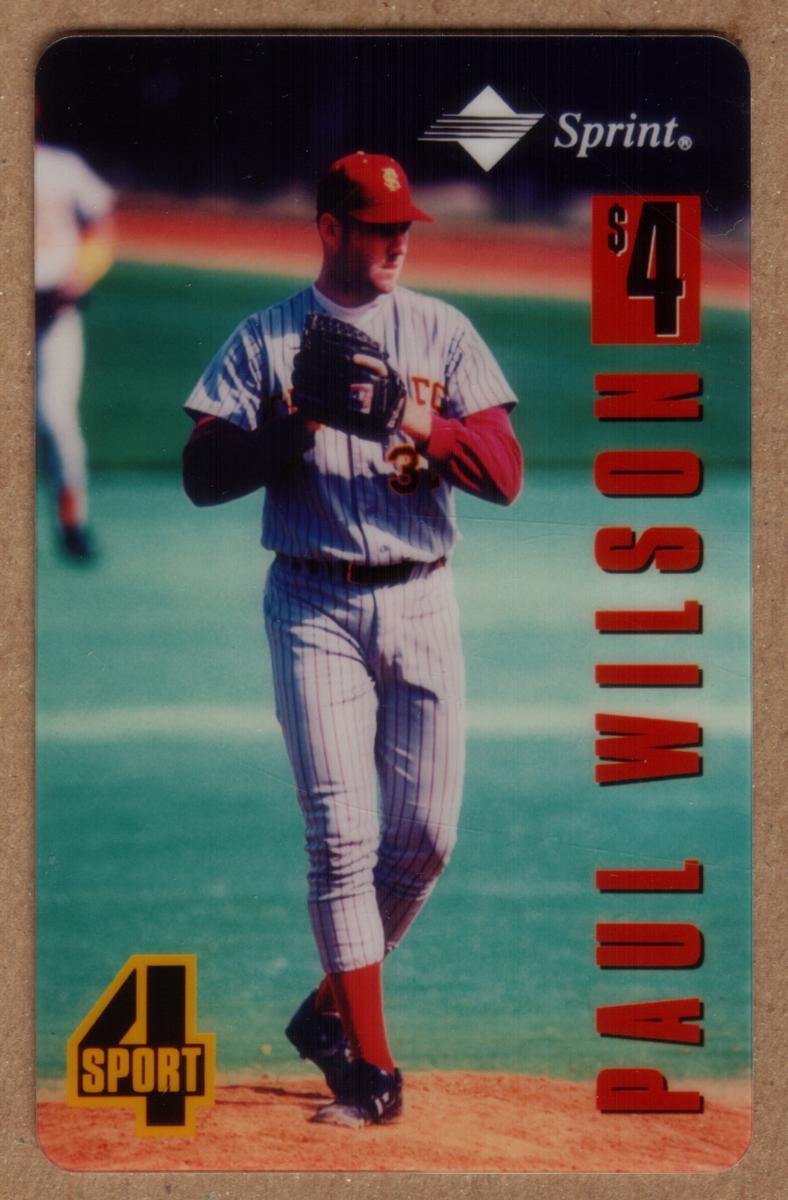 Sprint®
$4
PAUL WILSON
4
SPORT